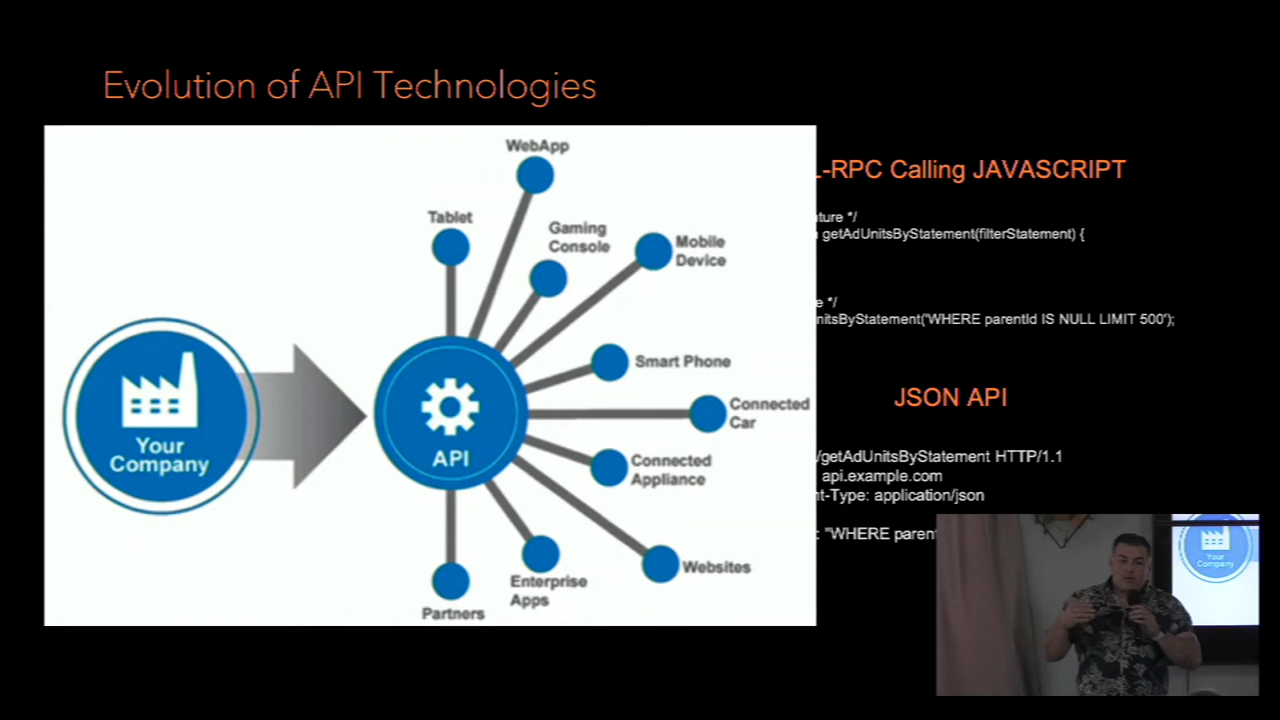 Evolution of API Technologies
WebApp
Tablet
Gaming
Console
Mobile
Device
Smart Phone
Connected
Car
Connected
Appliance
Websites
Enterprise
Apps
Partners
Your
Company
API
L-RPC Calling JAVASCRIPT
ature */
getAdUnitsByStatement(filterStatement) {
e */
nitsByStatement('WHERE parentId IS NULL LIMIT 500');
JSON API
/getAdUnitsByStatement HTTP/1.1
api.example.com
nt-Type: application/json
: "WHERE parent
Your
Company